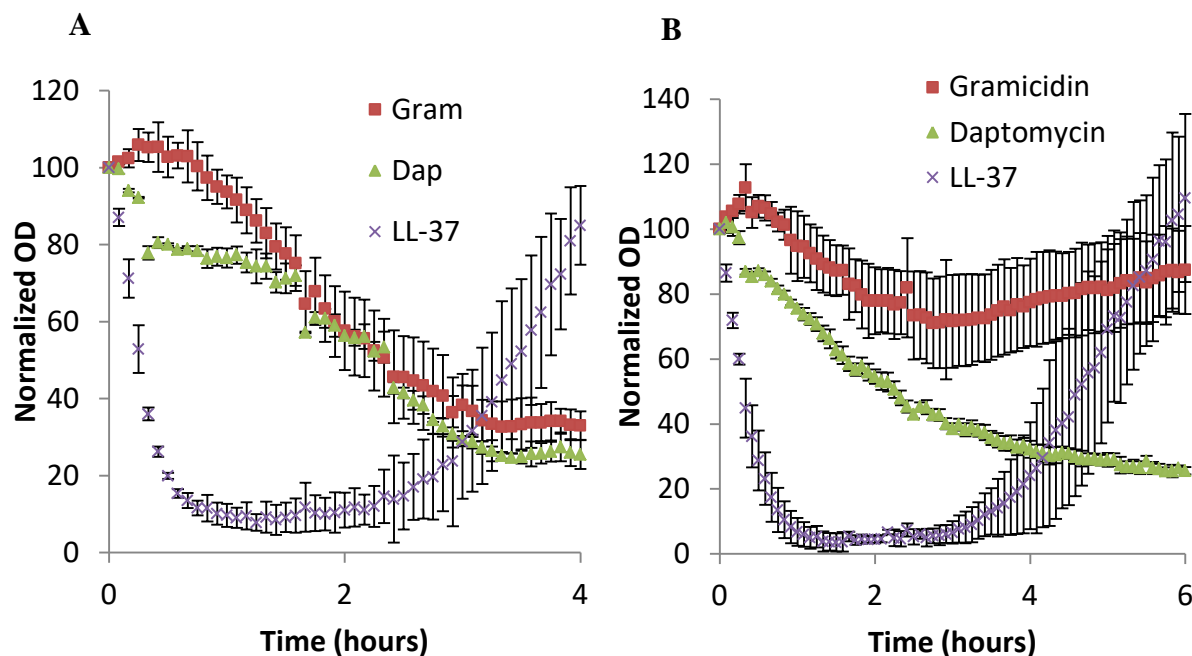 A
Normalized OD
120
100
80
60
40
20
0
Gram
Dap
LL-37
0 2 4
Time (hours)
B
Normalized OD
140
120
100
80
60
40
20
0
Gramicidin
Daptomycin
LL-37
0 2 4 6
Time (hours)